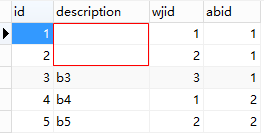 id description wjid abid
1 1 1
2 2 1
3 b3 3 1
4 b4 1 2
5 b5 2 2